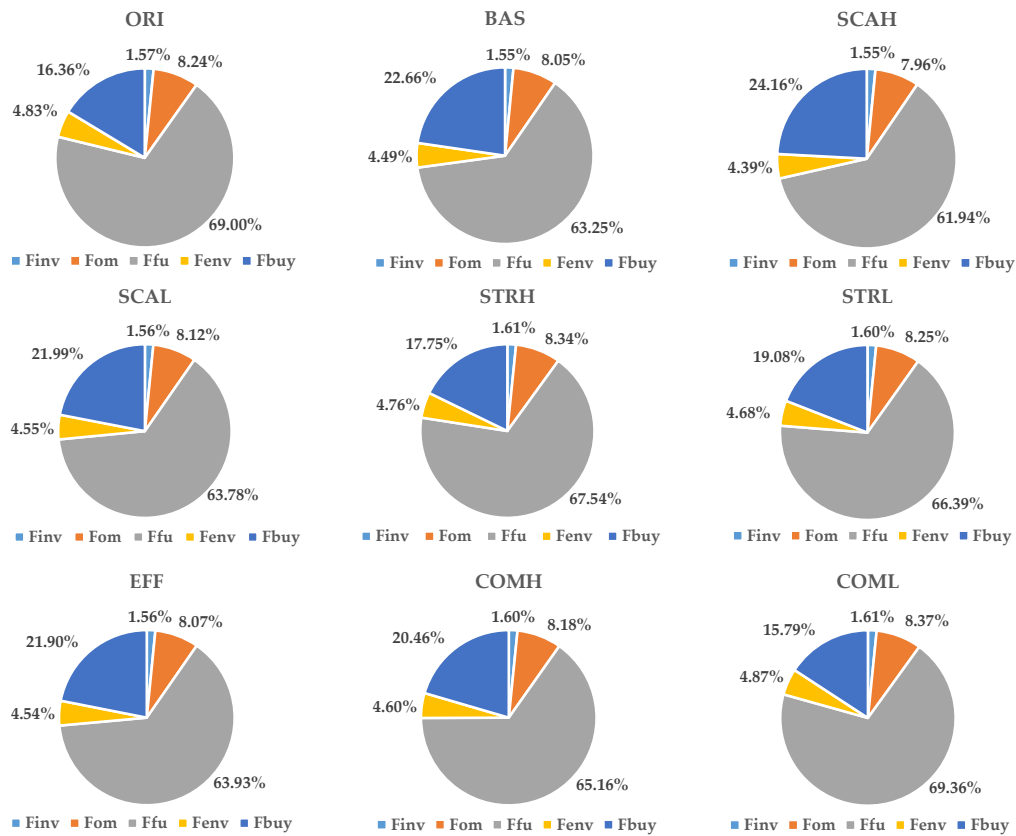 ORI
1.57%
8.24%
16.36%
4.83%
69.00%
Finv Fom Ffu Fenv Fbuy
BAS
1.55%
8.05%
22.66%
4.49%
63.25%
Finv Fom Ffu Fenv Fbuy
SCAH
1.55%
7.96%
24.16%
4.39%
61.94%
Finv Fom Ffu Fenv Fbuy
SCAL
1.56%
8.12%
21.99%
4.55%
63.78%
Finv Fom Ffu Fenv Fbuy
STRH
1.61%
8.34%
17.75%
4.76%
67.54%
Finv Fom Ffu Fenv Fbuy
STRL
1.60%
8.25%
19.08%
4.68%
66.39%
Finv Fom Ffu Fenv Fbuy
EFF
1.56%
8.07%
21.90%
4.54%
63.93%
Finv Fom Ffu Fenv Fbuy
COMH
1.60%
8.18%
20.46%
4.60%
65.16%
Finv Fom Ffu Fenv Fbuy
COML
1.61%
8.37%
15.79%
4.87%
69.36%
Finv Fom Ffu Fenv Fbuy